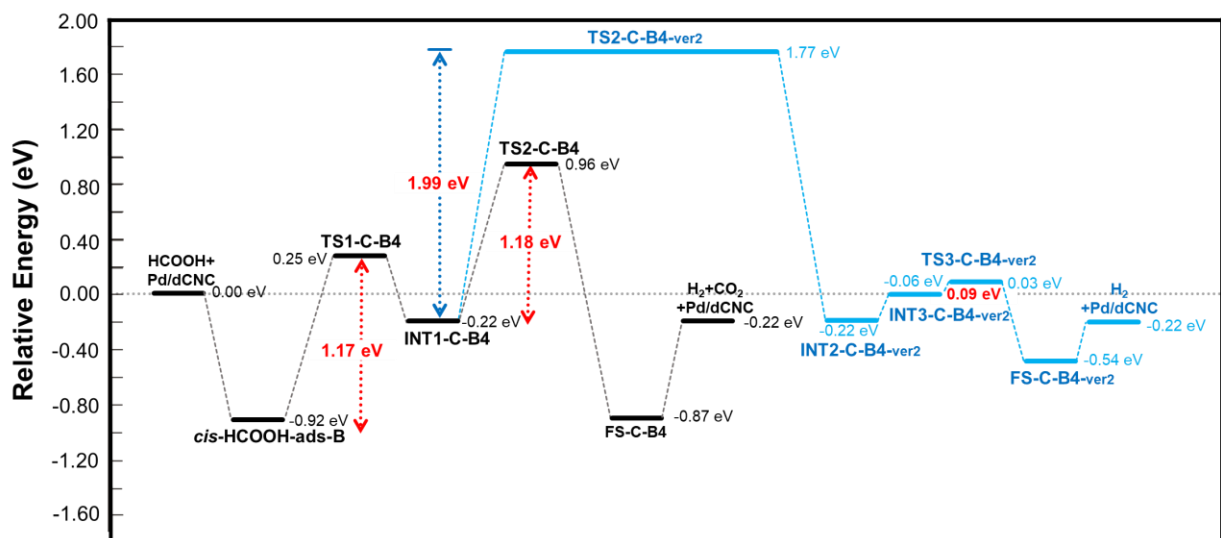 Relative Energy (eV)
2.00
1.60
1.20
0.80
0.40
0.00
-0.40
-0.80
-1.20
-1.60
HCOOH+
Pd/dCNC
0.00 eV
-0.92 eV
cis-HCOOH-ads-B
TS1-C-B4
0.25 eV
1.17 eV
-0.22 eV
INT1-C-B4
1.99 eV
TS2-C-B4-ver2
1.77 eV
TS2-C-B4
0.96 eV
1.18 eV
-0.87 eV
FS-C-B4
H2+CO2
+Pd/dCNC
-0.22 eV
-0.22 eV
INT2-C-B4-ver2
-0.06 eV
INT3-C-B4-ver2
TS3-C-B4-ver2
0.03 eV
0.09 eV
-0.54 eV
FS-C-B4-ver2
H2
+Pd/dCNC
-0.22 eV